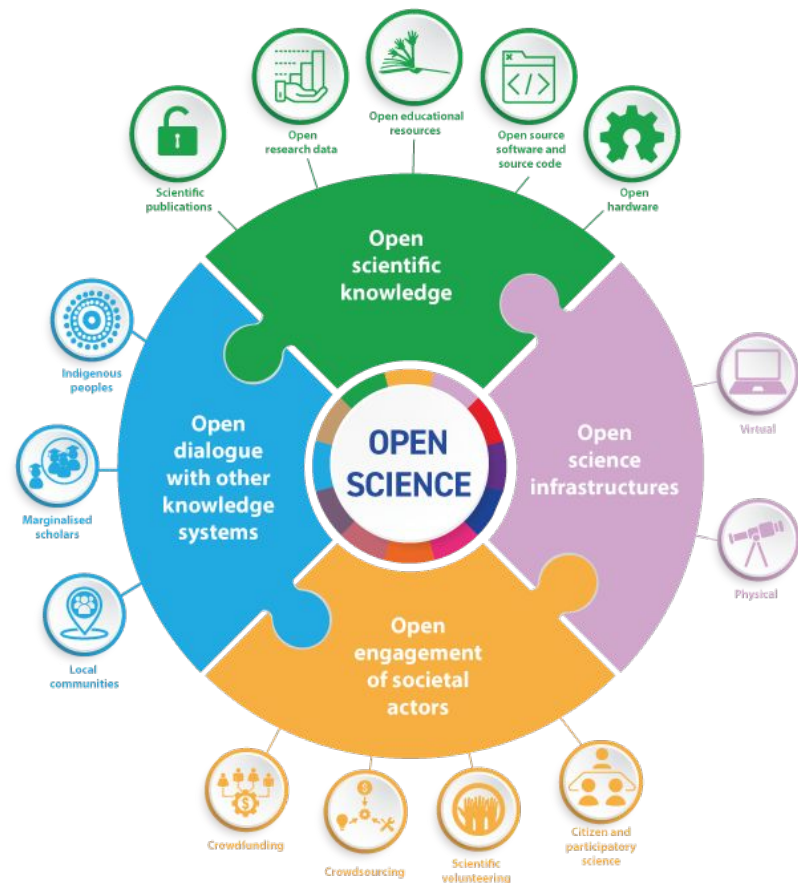 Open educational
resources
Open
research data
Open source
software and
source code
Scientific
publications
Open
hardware
Open
scientific
knowledge
Indigenous
peoples
Marginalised
scholars
Local
communities
Open
dialogue
with other
knowledge
systems
OPEN
SCIENCE
Open
science
infrastructures
Virtual
Physical
Open
engagement
of societal
actors
Crowdfunding
Crowdsourcing
Scientific
volunteering
Citizen and
participatory
science